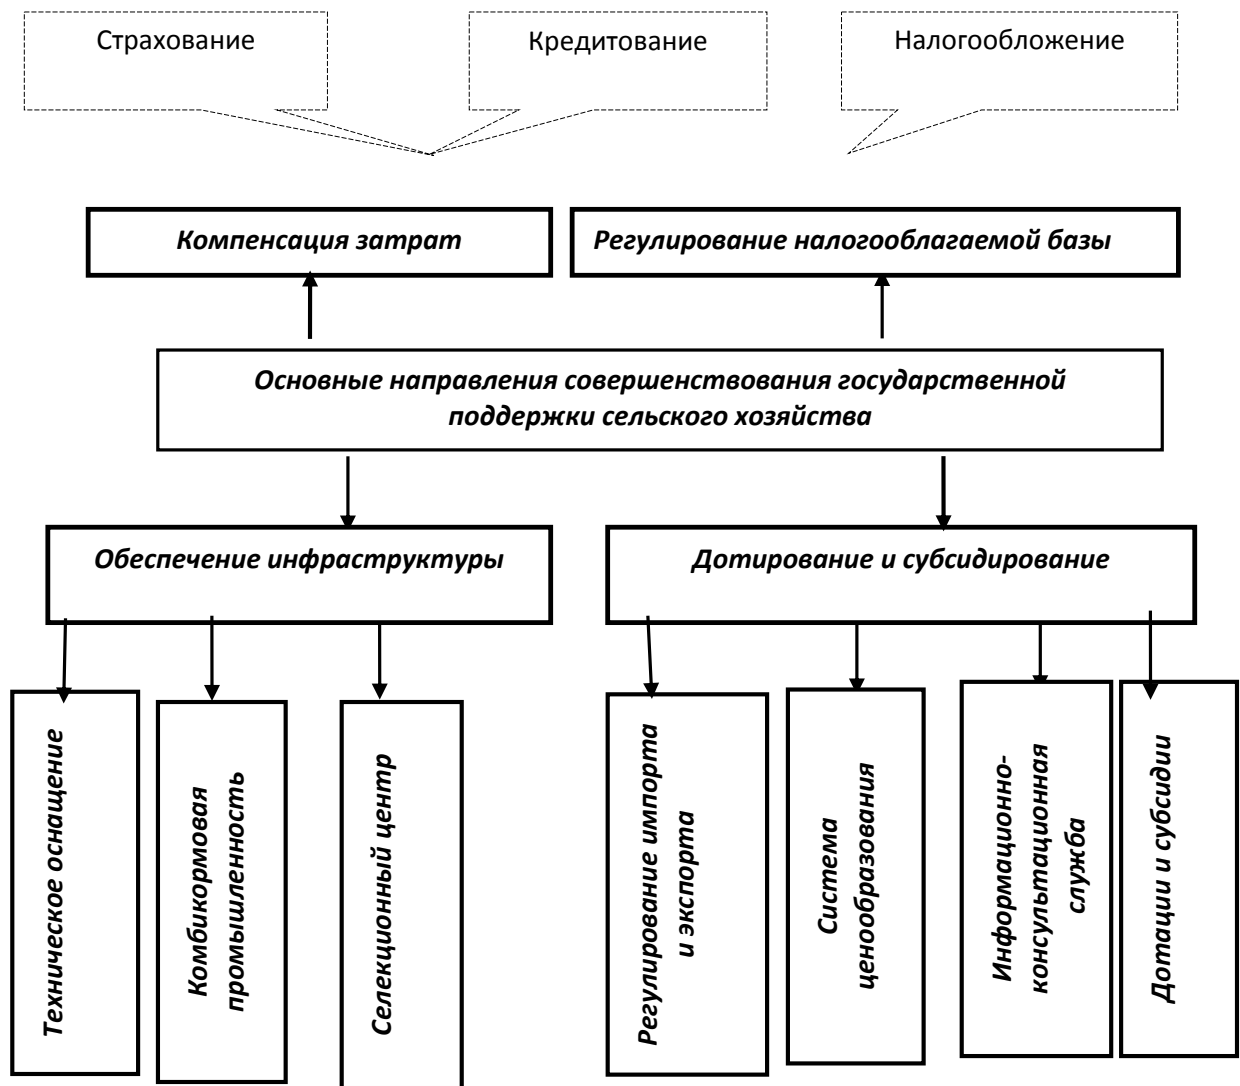 Страхование
Кредитование
Налогообложение
Компенсация затрат
Регулирование налогооблагаемой базы
Основные направления совершенствования государственной
поддержки сельского хозяйства
Обеспечение инфраструктуры
Дотирование и субсидирование
Техническое оснащение
Комбикормовая
промышленность
Селекционный центр
Регулирование импорта
и экспорта
Система
ценообразования
Информационно-
консультационная
служба
Дотации и субсидии